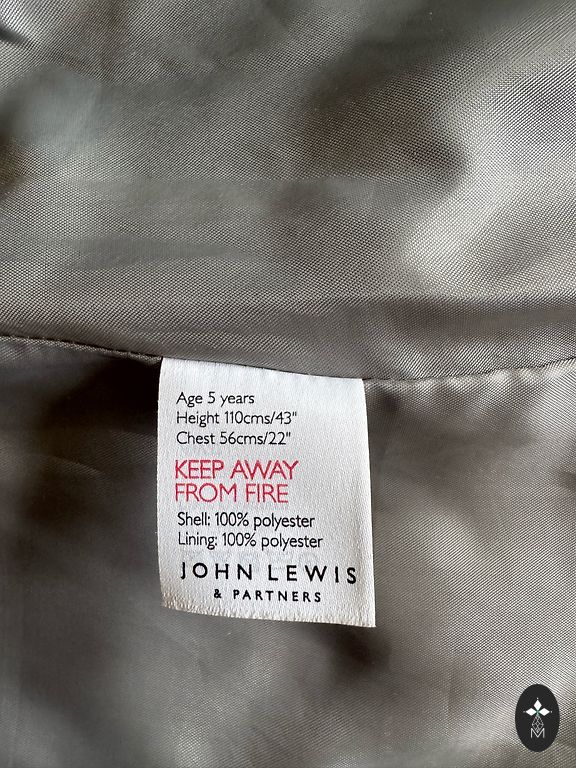 Age 5 years
Height 110cms/43"
Chest 56cms/22"
KEEP AWAY
FROM FIRE
Shell: 100% polyester
Lining: 100% polyester
JOHN LEWIS
& PARTNERS
M